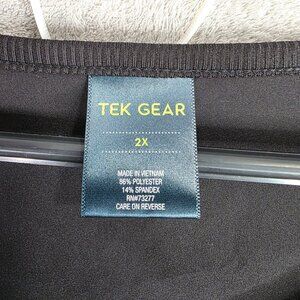 TEK GEAR
2X
MADE IN VIETNAM
86% POLYESTER
14% SPANDEX
RN#73277
CARE ON REVERSE